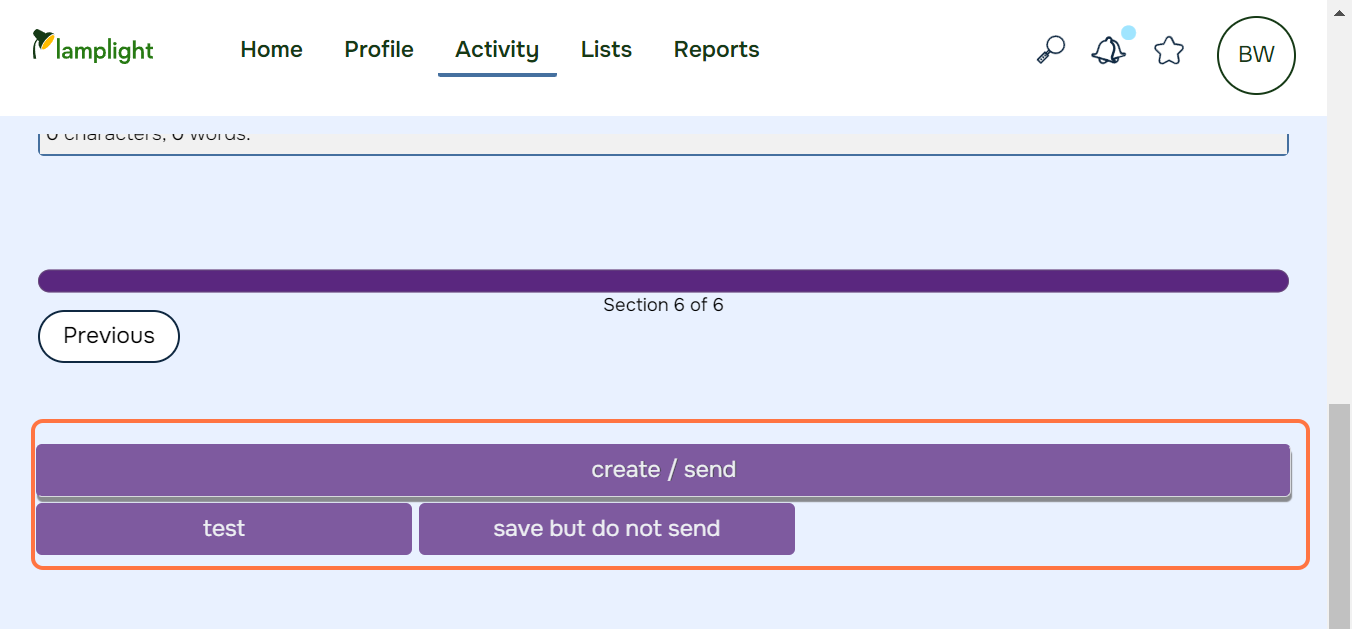 lamplight
Home Profile Activity Lists Reports
BW
0 characters, 0 words.
Section 6 of 6
Previous
create / send
test save but do not send